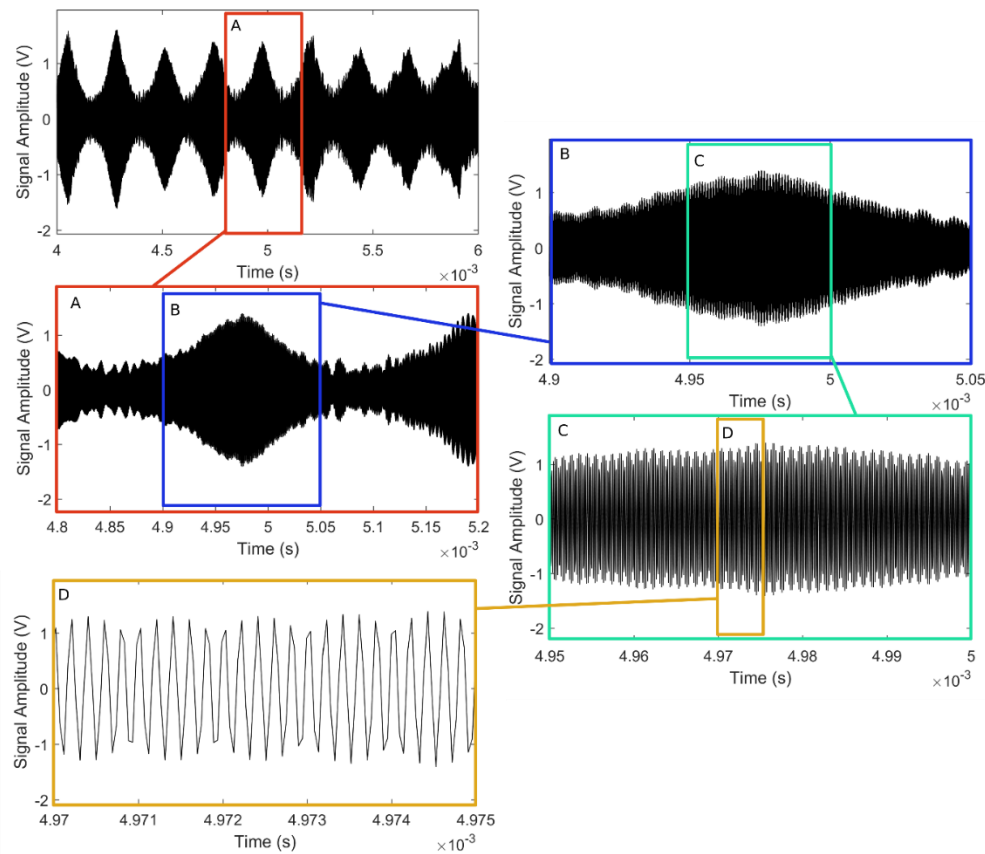 A
Signal Amplitude (V)
1
0
-1
-2
4 4.5 5 5.5 6
Time (s)
×10⁻³
B
C
Signal Amplitude (V)
1
0
-1
-2
4.9 4.95 5 5.05
Time (s)
×10⁻³
A
B
Signal Amplitude (V)
1
0
-1
-2
4.8 4.85 4.9 4.95 5 5.05 5.1 5.15 5.2
Time (s)
×10⁻³
C
D
Signal Amplitude (V)
1
0
-1
-2
4.95 4.96 4.97 4.98 4.99 5
Time (s)
×10⁻³
D
Signal Amplitude (V)
1
0
-1
-2
4.97 4.971 4.972 4.973 4.974 4.975
Time (s)
×10⁻³